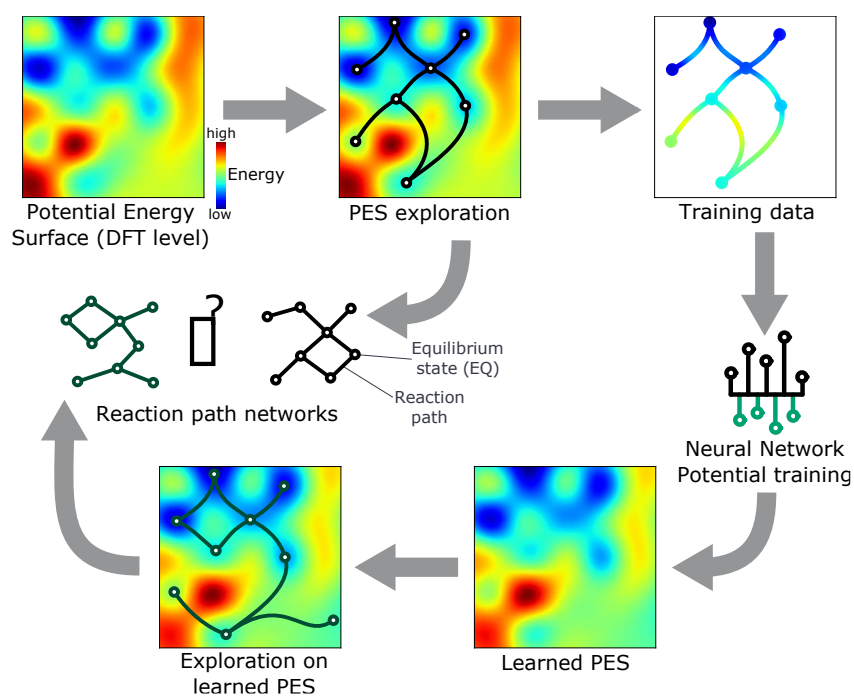 high
Energy
low
Potential Energy
Surface (DFT level)
PES exploration
Training data
?
Equilibrium
state (EQ)
Reaction
path
Reaction path networks
Neural Network
Potential training
Exploration on
learned PES
Learned PES